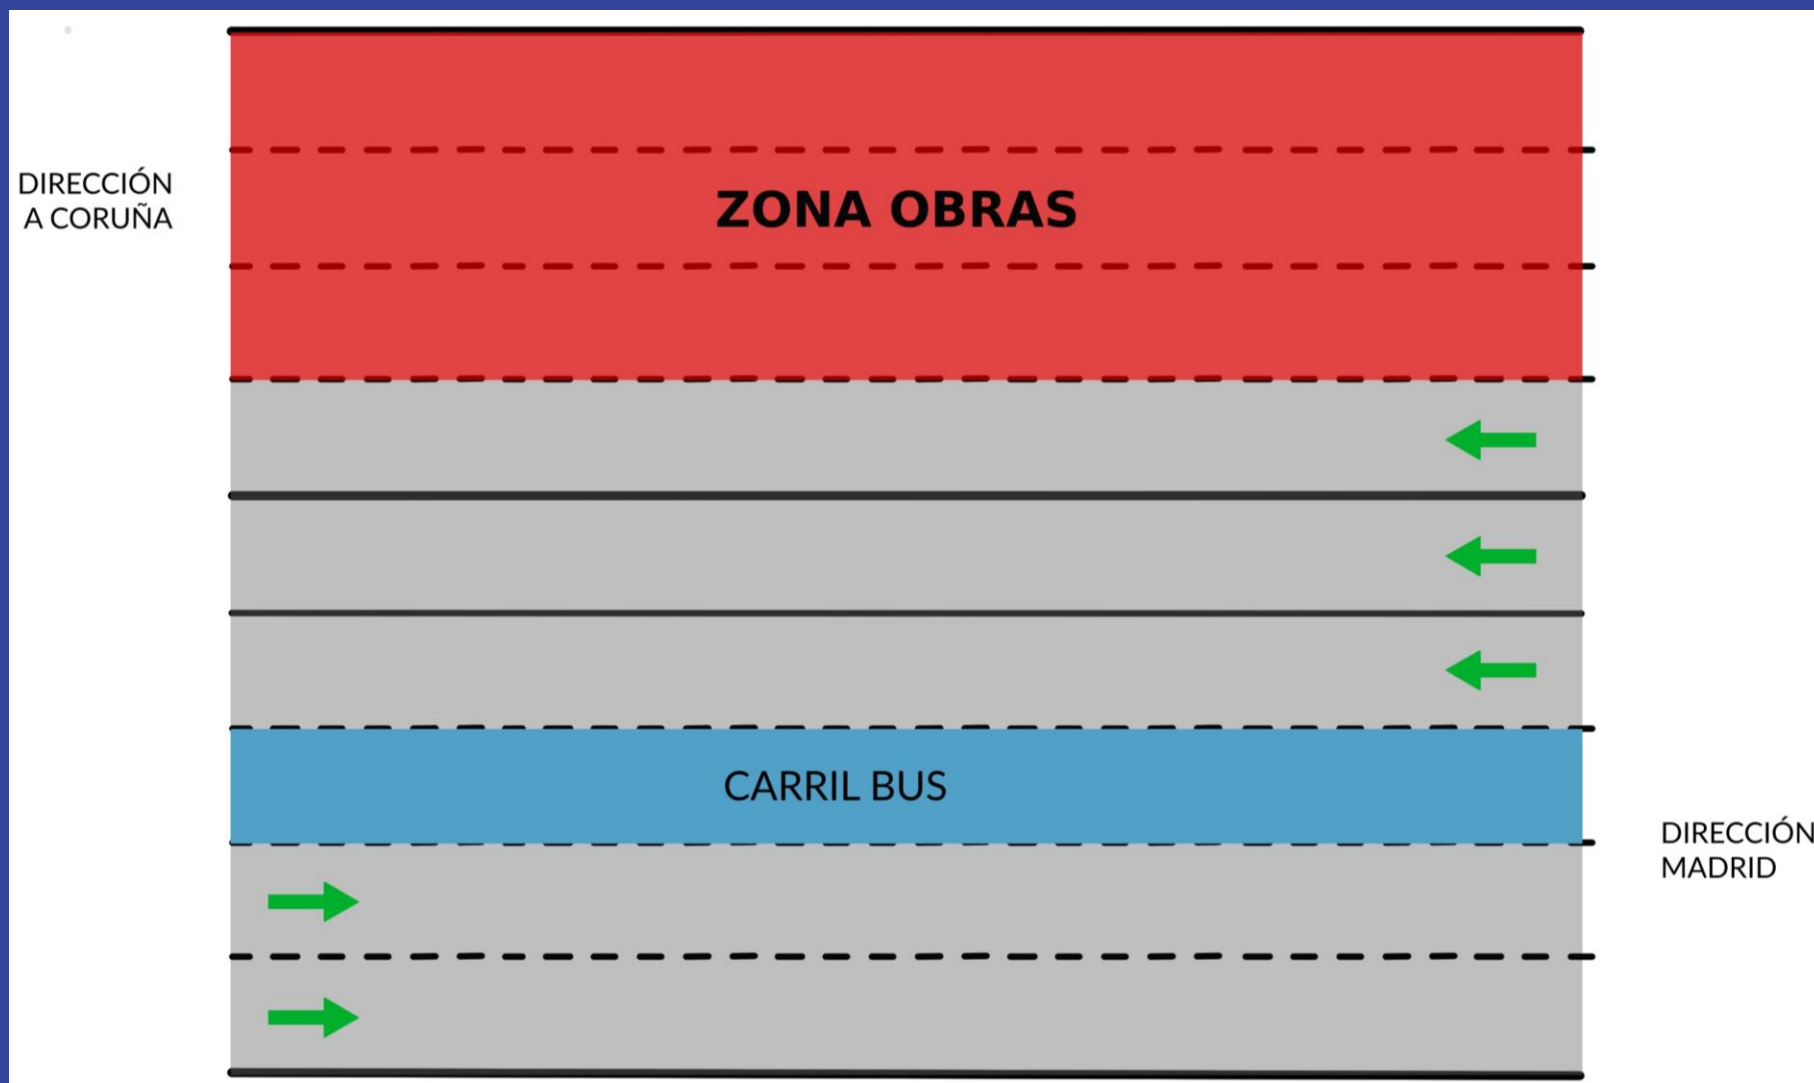 DIRECCIÓN
A CORUÑA
ZONA OBRAS
CARRIL BUS
DIRECCIÓN
MADRID